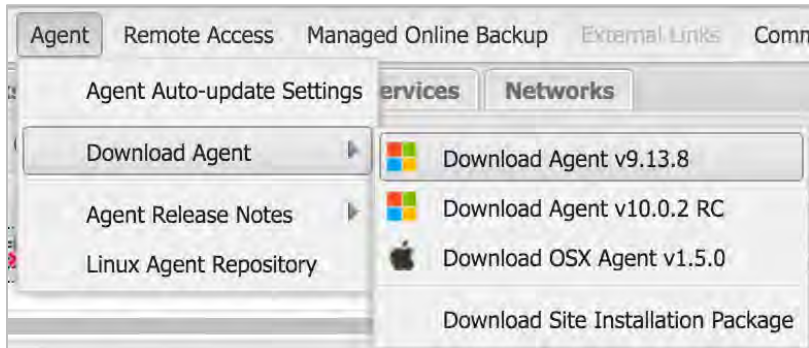 Agent Remote Access Managed Online Backup External Links
Agent Auto-update Settings
Networks
Download Agent
Download Agent v9.13.8
Agent Release Notes
Download Agent v10.0.2 RC
Linux Agent Repository
Download OSX Agent v1.5.0
Download Site Installation Package